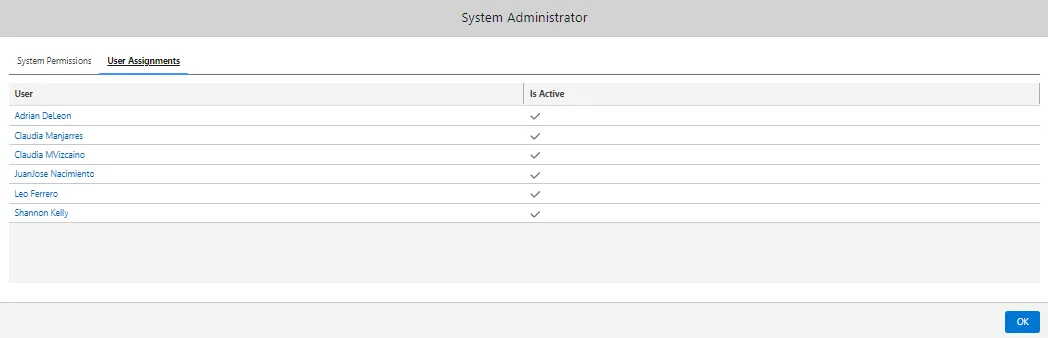 System Administrator
System Permissions User Assignments
User Is Active
Adrian DeLeon
Claudia Manjarres
Claudia MVizcaino
JuanJose Nacimiento
Leo Ferrero
Shannon Kelly
OK